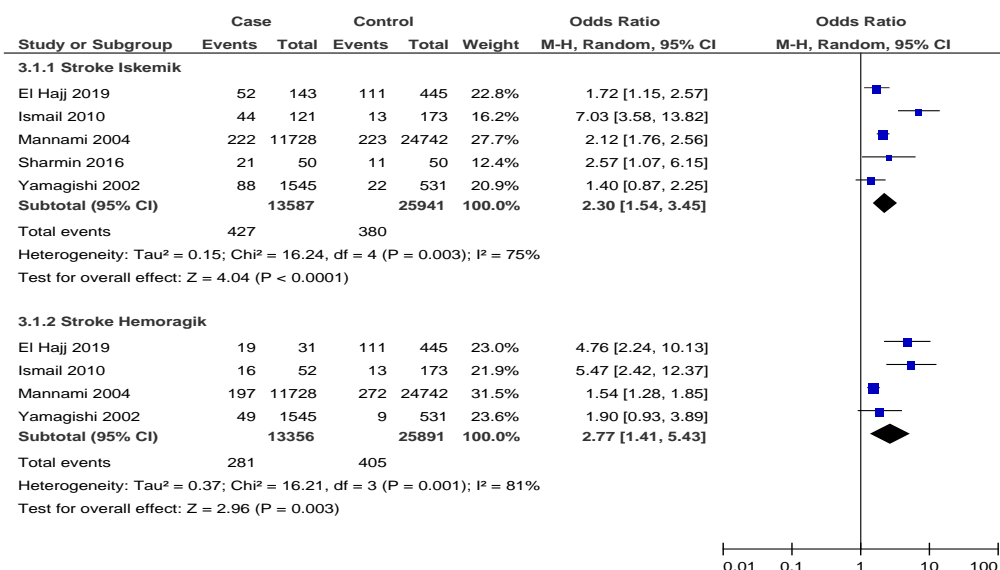 Case Control Odds Ratio Odds Ratio
Study or Subgroup Events Total Events Total Weight M-H, Random, 95% CI M-H, Random, 95% CI
3.1.1 Stroke Iskemik
El Hajj 2019 52 143 111 445 22.8% 1.72 [1.15, 2.57]
Ismail 2010 44 121 13 173 16.2% 7.03 [3.58, 13.82]
Mannami 2004 222 11728 223 24742 27.7% 2.12 [1.76, 2.56]
Sharmin 2016 21 50 11 50 12.4% 2.57 [1.07, 6.15]
Yamagishi 2002 88 1545 22 531 20.9% 1.40 [0.87, 2.25]
Subtotal (95% CI) 13587 25941 100.0% 2.30 [1.54, 3.45]
Total events 427 380
Heterogeneity: Tau² = 0.15; Chi² = 16.24, df = 4 (P = 0.003); I² = 75%
Test for overall effect: Z = 4.04 (P < 0.0001)
3.1.2 Stroke Hemoragik
El Hajj 2019 19 31 111 445 23.0% 4.76 [2.24, 10.13]
Ismail 2010 16 52 13 173 21.9% 5.47 [2.42, 12.37]
Mannami 2004 197 11728 272 24742 31.5% 1.54 [1.28, 1.85]
Yamagishi 2002 49 1545 9 531 23.6% 1.90 [0.93, 3.89]
Subtotal (95% CI) 13356 25891 100.0% 2.77 [1.41, 5.43]
Total events 281 405
Heterogeneity: Tau² = 0.37; Chi² = 16.21, df = 3 (P = 0.001); I² = 81%
Test for overall effect: Z = 2.96 (P = 0.003)
0.01 0.1 1 10 100